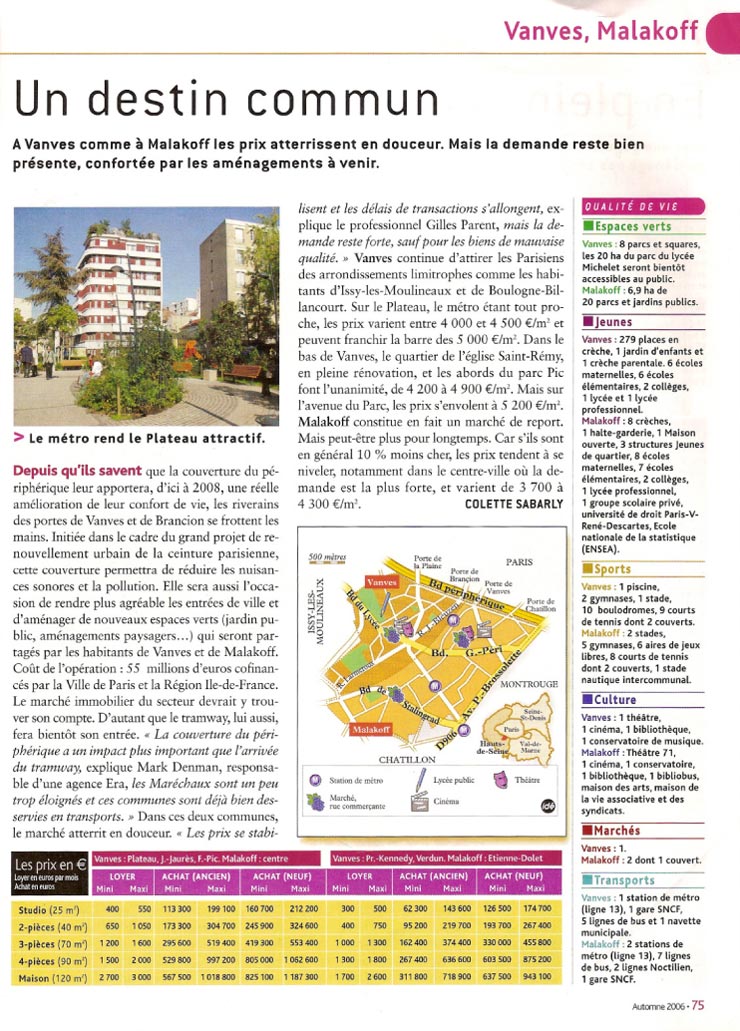 Vanves, Malakoff
Un destin commun
A Vanves comme à Malakoff les prix atterrissent en douceur. Mais la demande reste bien
présente, confortée par les aménagements à venir.
> Le métro rend le Plateau attractif.
Depuis qu'ils savent que la couverture du pé-
riphérique leur apportera, d'ici à 2008, une réelle
amélioration de leur confort de vie, les riverains
des portes de Vanves et de Brancion se frottent les
mains. Initiée dans le cadre du grand projet de re-
nouvellement urbain de la ceinture parisienne,
cette couverture permettra de réduire les nuisan-
ces sonores et la pollution. Elle sera aussi l'occa-
sion de rendre plus agréable les entrées de ville et
d'aménager de nouveaux espaces verts (jardin pu-
blic, aménagements paysagers...) qui seront par-
tagés par les habitants de Vanves et de Malakoff.
Coût de l'opération : 55 millions d'euros cofinan-
cés par la Ville de Paris et la Région Ile-de-France.
Le marché immobilier du secteur devrait y trou-
ver son compte. D'autant que le tramway, lui aussi,
fera bientôt son entrée. « La couverture du péri-
phérique a un impact plus important que l'arrivée
du tramway, explique Mark Denman, responsa-
ble d'une agence Era, les Maréchaux sont un peu
trop éloignés et ces communes sont déjà bien des-
servies en transports. » Dans ces deux communes,
le marché atterrit en douceur. « Les prix se stabi-
lisent et les délais de transactions s'allongent, ex-
plique le professionnel Gilles Parent, mais la de-
mande reste forte, sauf pour les biens de mauvaise
qualité. » Vanves continue d'attirer les Parisiens
des arrondissements limitrophes comme les habi-
tants d'Issy-les-Moulineaux et de Boulogne-Bil-
lancourt. Sur le Plateau, le métro étant tout pro-
che, les prix varient entre 4 000 et 4 500 €/m² et
peuvent franchir la barre des 5 000 €/m². Dans le
bas de Vanves, le quartier de l'église Saint-Rémy,
en pleine rénovation, et les abords du parc Pic
font l'unanimité, de 4 200 à 4 900 €/m². Mais sur
l'avenue du Parc, les prix s'envolent à 5 200 €/m².
Malakoff constitue en fait un marché de report.
Mais peut-être plus pour longtemps. Car s'ils sont
en général 10 % moins cher, les prix tendent à se
niveler, notamment dans le centre-ville où la de-
mande est la plus forte, et varient de 3 700 à
4 300 €/m². COLETTE SABARLY
500 mètres
Porte de la Plaine
Porte de Brançion
Porte de Vanves
PARIS
Porte de Chatillon
Vanves
Bd périphérique
ISSY-LES-MOULINEAUX
Bd du Lycée
Bd. G.-Péri
MONTROUGE
Bd de Stalingrad
Av. P.-Brossolette
Malakoff
D906
CHATILLON
Seine-St-Denis
Paris
Hauts-de-Seine
Val-de-Marne
Station de métro
Lycée public
Théâtre
Marché, rue commerçante
Cinéma
idé
QUALITÉ DE VIE
Espaces verts
Vanves : 8 parcs et squares,
les 20 ha du parc du lycée
Michelet seront bientôt
accessibles au public.
Malakoff : 6,9 ha de
20 parcs et jardins publics.
Jeunes
Vanves : 279 places en
crèche, 1 jardin d'enfants et
1 crèche parentale. 6 écoles
maternelles, 6 écoles
élémentaires, 2 collèges,
1 lycée et 1 lycée
professionnel.
Malakoff : 8 crèches,
1 halte-garderie, 1 Maison
ouverte, 3 structures Jeunes
de quartier, 8 écoles
maternelles, 7 écoles
élémentaires, 2 collèges,
1 lycée professionnel,
1 groupe scolaire privé,
université de droit Paris-V-
René-Descartes, Ecole
nationale de la statistique
(ENSEA).
Sports
Vanves : 1 piscine,
2 gymnases, 1 stade,
10 boulodromes, 9 courts
de tennis dont 2 couverts.
Malakoff : 2 stades,
5 gymnases, 6 aires de jeux
libres, 8 courts de tennis
dont 2 couverts, 1 stade
nautique intercommunal.
Culture
Vanves : 1 théâtre,
1 cinéma, 1 bibliothèque,
1 conservatoire de musique.
Malakoff : Théâtre 71,
1 cinéma, 1 conservatoire,
1 bibliothèque, 1 bibliobus,
maison des arts, maison de
la vie associative et des
syndicats.
Marchés
Vanves : 1.
Malakoff : 2 dont 1 couvert.
Transports
Vanves : 1 station de métro
(ligne 13), 1 gare SNCF,
5 lignes de bus et 1 navette
municipale.
Malakoff : 2 stations de
métro (ligne 13), 7 lignes
de bus, 2 lignes Noctilien,
1 gare SNCF.
Les prix en €
Loyer en euros par mois
Achat en euros
Vanves : Plateau, J.-Jaurès, F.-Pic. Malakoff : centre Vanves : Pr.-Kennedy, Verdun. Malakoff : Etienne-Dolet
LOYER ACHAT (ANCIEN) ACHAT (NEUF) LOYER ACHAT (ANCIEN) ACHAT (NEUF)
Mini Maxi Mini Maxi Mini Maxi Mini Maxi Mini Maxi Mini Maxi
Studio (25 m²) 400 550 113 300 199 100 160 700 212 200 300 500 62 300 143 600 126 500 174 700
2-pièces (40 m²) 650 1 050 173 300 304 700 245 900 324 600 400 750 95 200 219 700 193 700 267 400
3-pièces (70 m²) 1 200 1 600 295 600 519 400 419 300 553 400 1 000 1 300 162 400 374 400 330 000 455 800
4-pièces (90 m²) 1 500 2 000 529 800 997 200 805 000 1 062 600 1 300 1 800 267 400 636 600 603 500 875 200
Maison (120 m²) 2 700 3 000 567 500 1 018 800 825 100 1 187 300 1 700 2 600 311 800 718 900 637 500 943 100
Automne 2006 • 75